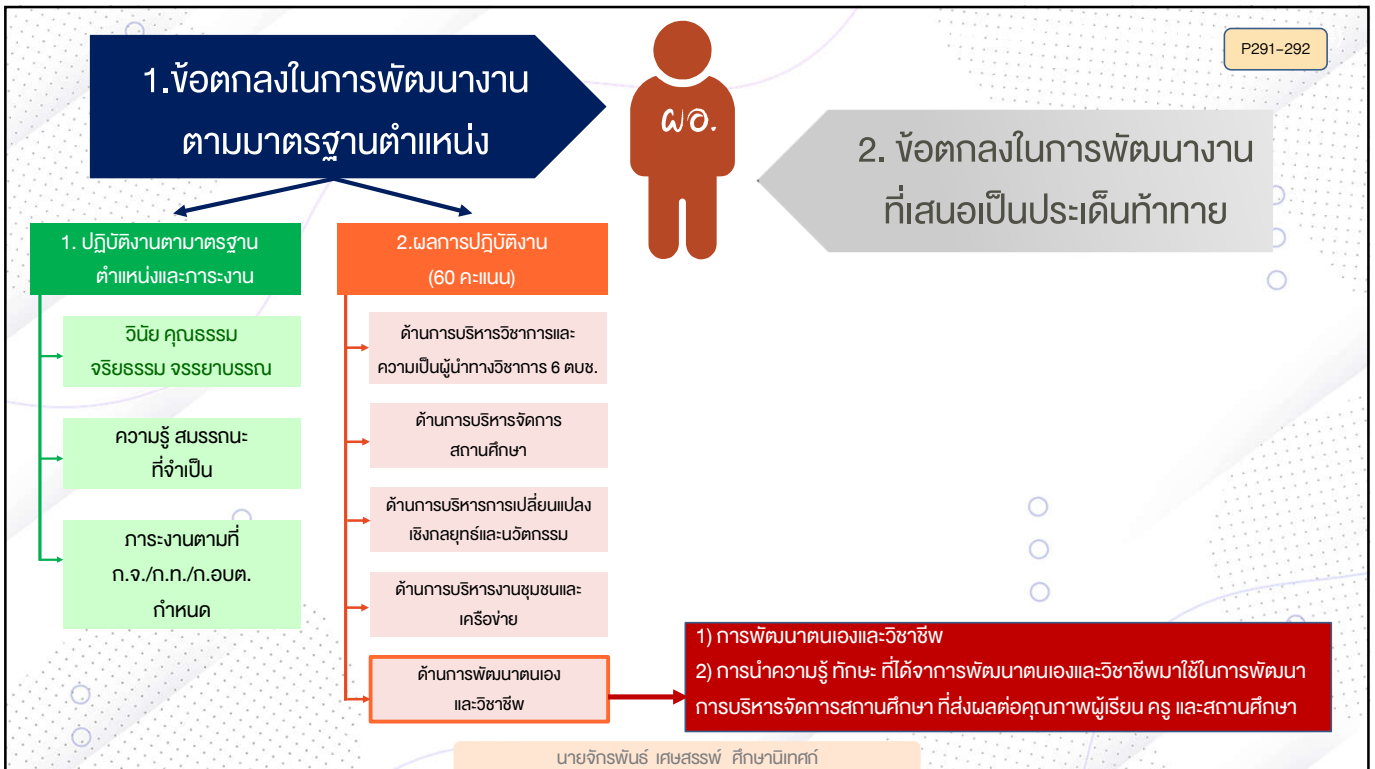 P291-292
1.ข้อตกลงในการพัฒนางาน
ตามมาตรฐานตำแหน่ง
ผอ.
2. ข้อตกลงในการพัฒนางาน
ที่เสนอเป็นประเด็นท้าทาย
1. ปฏิบัติงานตามาตรฐาน
ตำแหน่งและภาระงาน
วินัย คุณธรรม
จริยธรรม จรรยาบรรณ
ความรู้ สมรรถนะ
ที่จำเป็น
ภาระงานตามที่
ก.จ./ก.ท./ก.อบต.
กำหนด
2.ผลการปฎิบัติงาน
(60 คะแนน)
ด้านการบริหารวิชาการและ
ความเป็นผู้นำทางวิชาการ 6 ตบช.
ด้านการบริหารจัดการ
สถานศึกษา
ด้านการบริหารการเปลี่ยนแปลง
เชิงกลยุทธ์และนวัตกรรม
ด้านการบริหารงานชุมชนและ
เครือข่าย
ด้านการพัฒนาตนเอง
และวิชาชีพ
1) การพัฒนาตนเองและวิชาชีพ
2) การนำความรู้ ทักษะ ที่ได้จาการพัฒนาตนเองและวิชาชีพมาใช้ในการพัฒนา
การบริหารจัดการสถานศึกษา ที่ส่งผลต่อคุณภาพผู้เรียน ครู และสถานศึกษา
นายจักรพันธ์ เศษสรรพ์ ศึกษานิเทศก์